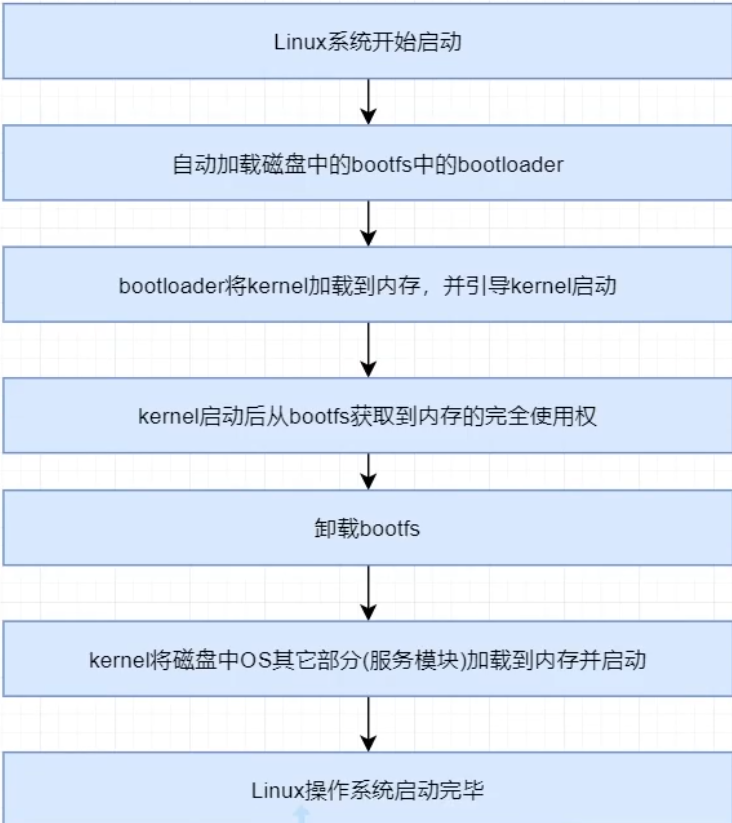 Linux系统开始启动
自动加载磁盘中的bootfs中的bootloader
bootloader将kernel加载到内存，并引导kernel启动
kernel启动后从bootfs获取到内存的完全使用权
卸载bootfs
kernel将磁盘中OS其它部分(服务模块)加载到内存并启动
Linux操作系统启动完毕